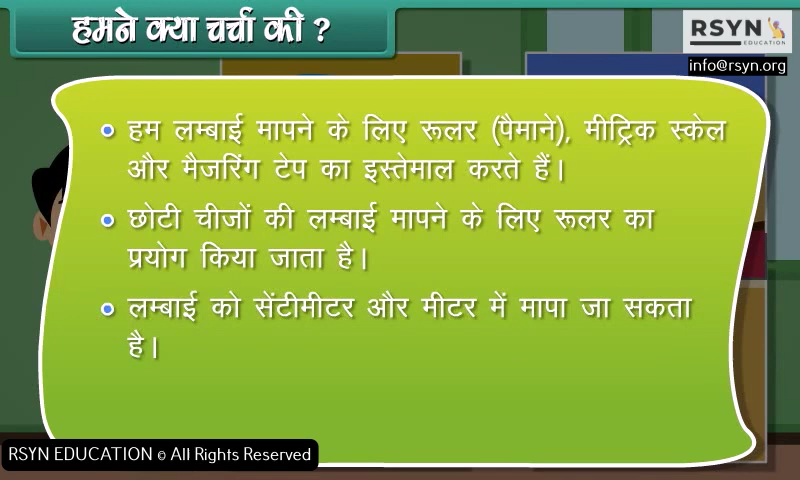 हमने क्या चर्चा की ?
RSYN
EDUCATION
info@rsyn.org
हम लम्बाई मापने के लिए रूलर (पैमाने), मीट्रिक स्केल
और मैजरिंग टेप का इस्तेमाल करते हैं।
छोटी चीजों की लम्बाई मापने के लिए रूलर का
प्रयोग किया जाता है।
लम्बाई को सेंटीमीटर और मीटर में मापा जा सकता
है।
RSYN EDUCATION © All Rights Reserved